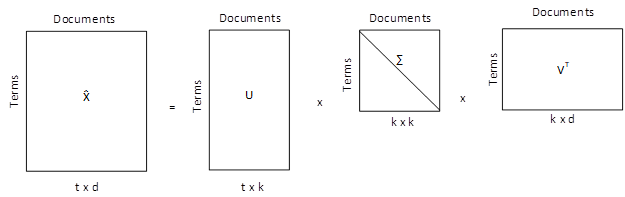 Documents
Terms
X̂
t x d
=
Documents
Terms
U
t x k
x
Documents
Terms
Σ
k x k
x
Documents
Terms
Vᵀ
k x d